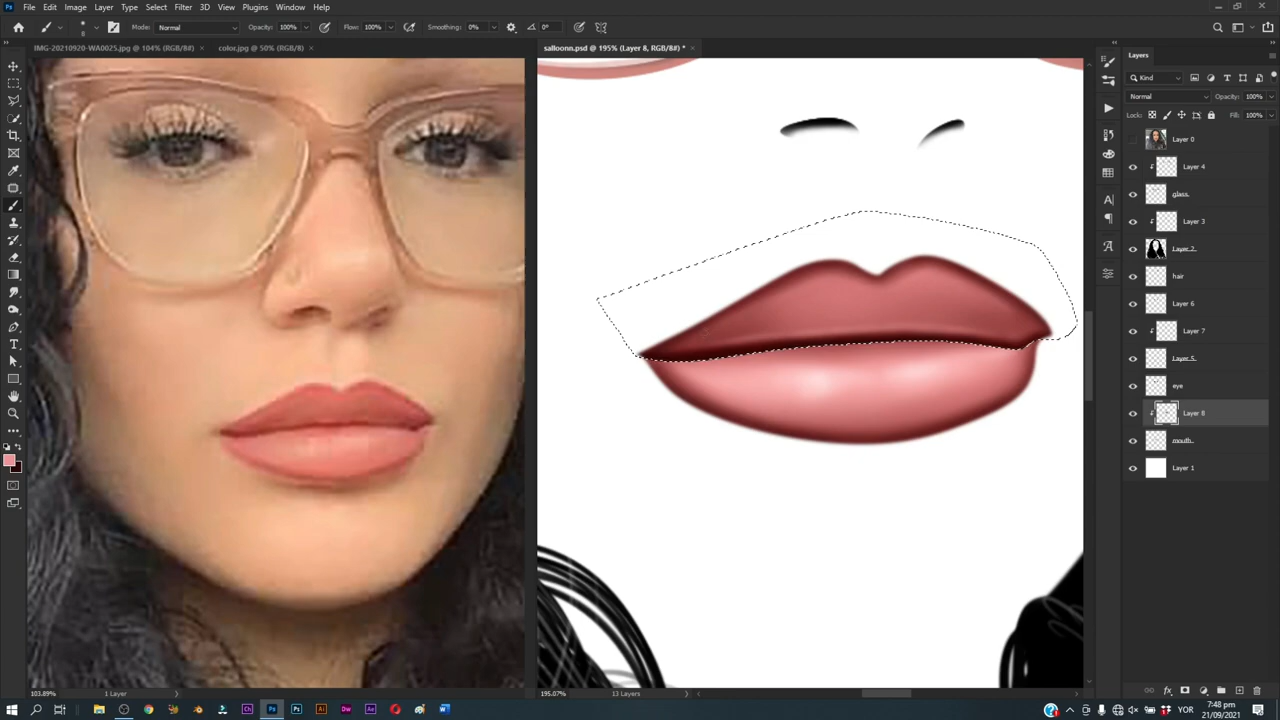 File Edit Image Layer Type Select Filter 3D View Plugins Window Help
Mode: Normal Opacity: 100% Flow: 100% Smoothing: 0% 0°
IMG-20210920-WA0025.jpg @ 104% (RGB/8#) × color.jpg @ 50% (RGB/8) × salloonn.psd @ 195% (Layer 8, RGB/8#) * ×
Layers
Kind
Normal Opacity: 100%
Lock: Fill: 100%
Layer 0
Layer 4
glass
Layer 3
Layer 2
hair
Layer 6
Layer 7
Layer 5
eye
Layer 8
mouth
Layer 1
103.89% 1 Layer
195.07% 13 Layers
7:48 pm
YOR
21/09/2021